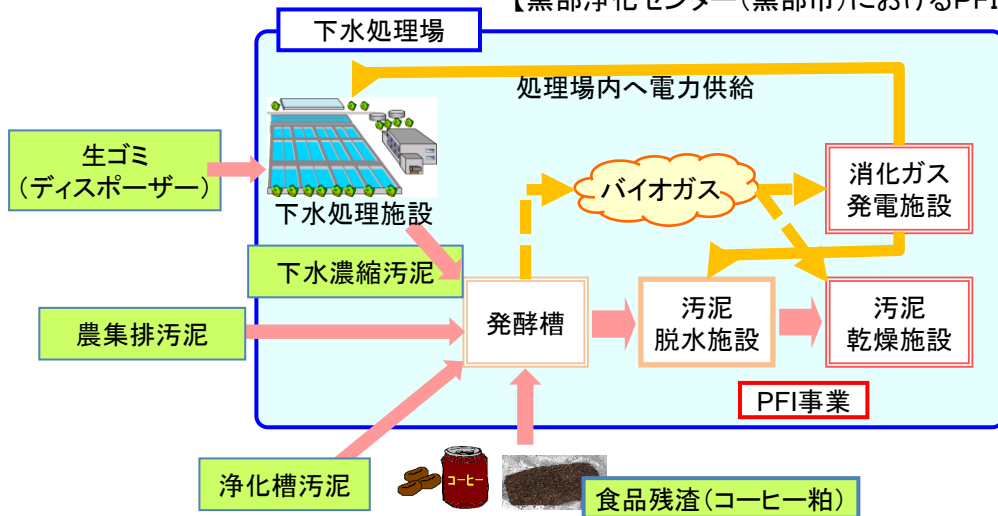 【黒部浄化センター(黒部市)におけるPFI
下水処理場
処理場内へ電力供給
生ゴミ
(ディスポーザー)
下水処理施設
バイオガス
消化ガス
発電施設
下水濃縮汚泥
農集排汚泥
発酵槽
汚泥
脱水施設
汚泥
乾燥施設
PFI事業
浄化槽汚泥
コーヒー
食品残渣(コーヒー粕)